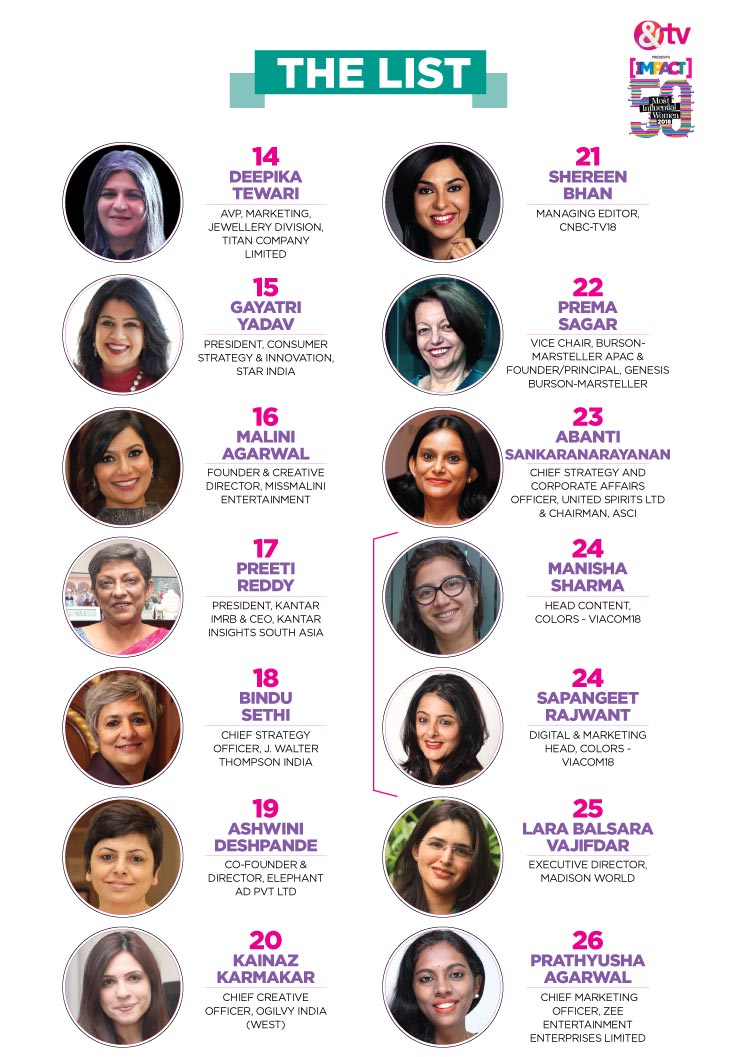 &tv
PRESENTS
[IMPACT]
50
Most
Influential
Women
2018
THE LIST
14
DEEPIKA
TEWARI
AVP, MARKETING,
JEWELLERY DIVISION,
TITAN COMPANY
LIMITED
15
GAYATRI
YADAV
PRESIDENT, CONSUMER
STRATEGY & INNOVATION,
STAR INDIA
16
MALINI
AGARWAL
FOUNDER & CREATIVE
DIRECTOR, MISSMALINI
ENTERTAINMENT
17
PREETI
REDDY
PRESIDENT, KANTAR
IMRB & CEO, KANTAR
INSIGHTS SOUTH ASIA
18
BINDU
SETHI
CHIEF STRATEGY
OFFICER, J. WALTER
THOMPSON INDIA
19
ASHWINI
DESHPANDE
CO-FOUNDER &
DIRECTOR, ELEPHANT
AD PVT LTD
20
KAINAZ
KARMAKAR
CHIEF CREATIVE
OFFICER, OGILVY INDIA
(WEST)
21
SHEREEN
BHAN
MANAGING EDITOR,
CNBC-TV18
22
PREMA
SAGAR
VICE CHAIR, BURSON-
MARSTELLER APAC &
FOUNDER/PRINCIPAL, GENESIS
BURSON-MARSTELLER
23
ABANTI
SANKARANARAYANAN
CHIEF STRATEGY AND
CORPORATE AFFAIRS
OFFICER, UNITED SPIRITS LTD
& CHAIRMAN, ASCI
24
MANISHA
SHARMA
HEAD CONTENT,
COLORS - VIACOM18
24
SAPANGEET
RAJWANT
DIGITAL & MARKETING
HEAD, COLORS -
VIACOM18
25
LARA BALSARA
VAJIFDAR
EXECUTIVE DIRECTOR,
MADISON WORLD
26
PRATHYUSHA
AGARWAL
CHIEF MARKETING
OFFICER, ZEE
ENTERTAINMENT
ENTERPRISES LIMITED